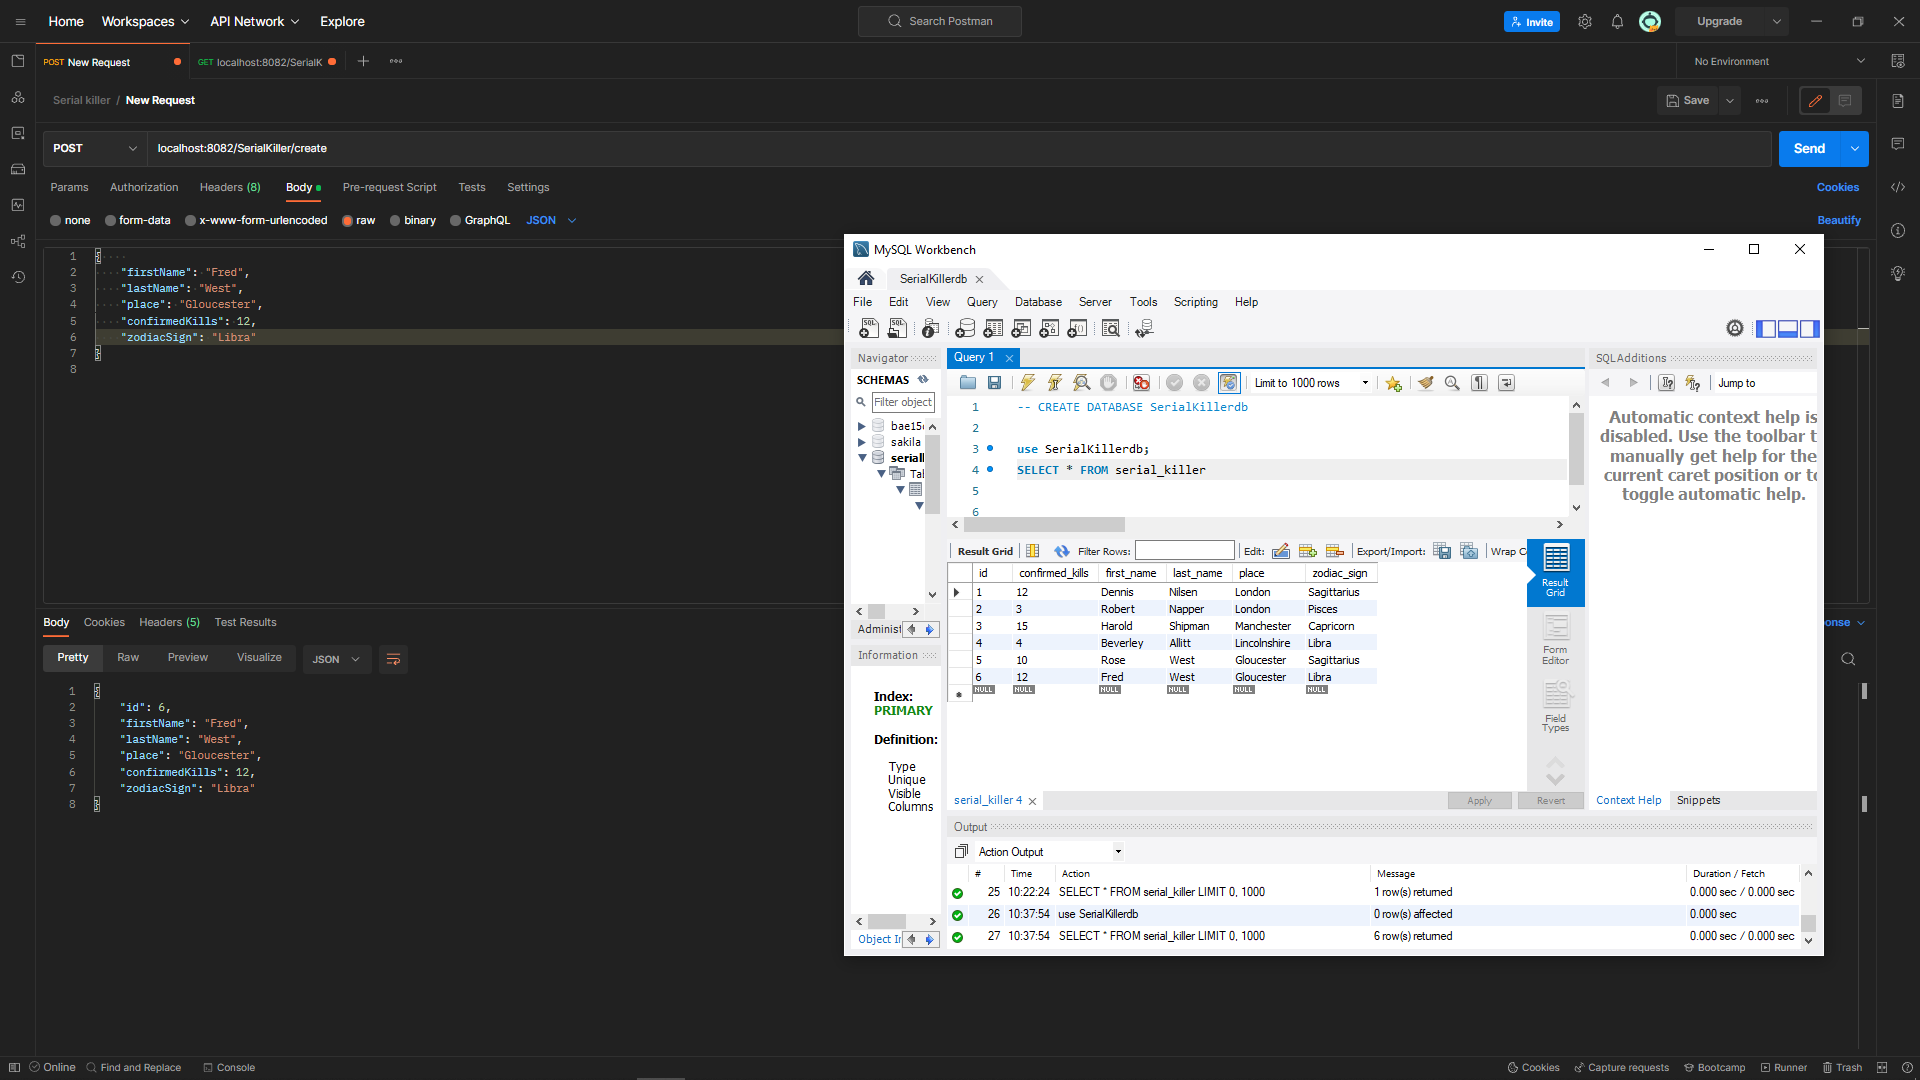 Home Workspaces API Network Explore Search Postman Invite Upgrade
POST New Request GET localhost:8082/SerialK No Environment
Serial killer / New Request Save
POST localhost:8082/SerialKiller/create Send
Params Authorization Headers (8) Body Pre-request Script Tests Settings Cookies
none form-data x-www-form-urlencoded raw binary GraphQL JSON Beautify
1 {
2 "firstName": "Fred",
3 "lastName": "West",
4 "place": "Gloucester",
5 "confirmedKills": 12,
6 "zodiacSign": "Libra"
7 }
8
Body Cookies Headers (5) Test Results onse
Pretty Raw Preview Visualize JSON
1 {
2 "id": 6,
3 "firstName": "Fred",
4 "lastName": "West",
5 "place": "Gloucester",
6 "confirmedKills": 12,
7 "zodiacSign": "Libra"
8 }
MySQL Workbench
SerialKillerdb
File Edit View Query Database Server Tools Scripting Help
Navigator
SCHEMAS
Filter object
sakila
serial
Tal
Administ
Information
Index:
PRIMARY
Definition:
Type
Unique
Visible
Columns
Object In
Query 1
Limit to 1000 rows
1 -- CREATE DATABASE SerialKillerdb
2
3 use SerialKillerdb;
4 SELECT * FROM serial_killer
5
6
Result Grid Filter Rows: Edit: Export/Import: Wrap C
id confirmed_kills first_name last_name place zodiac_sign
1 12 Dennis Nilsen London Sagittarius
2 3 Robert Napper London Pisces
3 15 Harold Shipman Manchester Capricorn
4 4 Beverley Allitt Lincolnshire Libra
5 10 Rose West Gloucester Sagittarius
6 12 Fred West Gloucester Libra
NULL NULL NULL NULL NULL NULL
Result
Grid
Form
Editor
Field
Types
serial_killer 4 Apply Revert
SQLAdditions
Jump to
Automatic context help is
disabled. Use the toolbar t
manually get help for the
current caret position or to
toggle automatic help.
Context Help Snippets
Output
Action Output
# Time Action Message Duration / Fetch
25 10:22:24 SELECT * FROM serial_killer LIMIT 0, 1000 1 row(s) returned 0.000 sec / 0.000 sec
26 10:37:54 use SerialKillerdb 0 row(s) affected 0.000 sec
27 10:37:54 SELECT * FROM serial_killer LIMIT 0, 1000 6 row(s) returned 0.000 sec / 0.000 sec
Online Find and Replace Console Cookies Capture requests Bootcamp Runner Trash